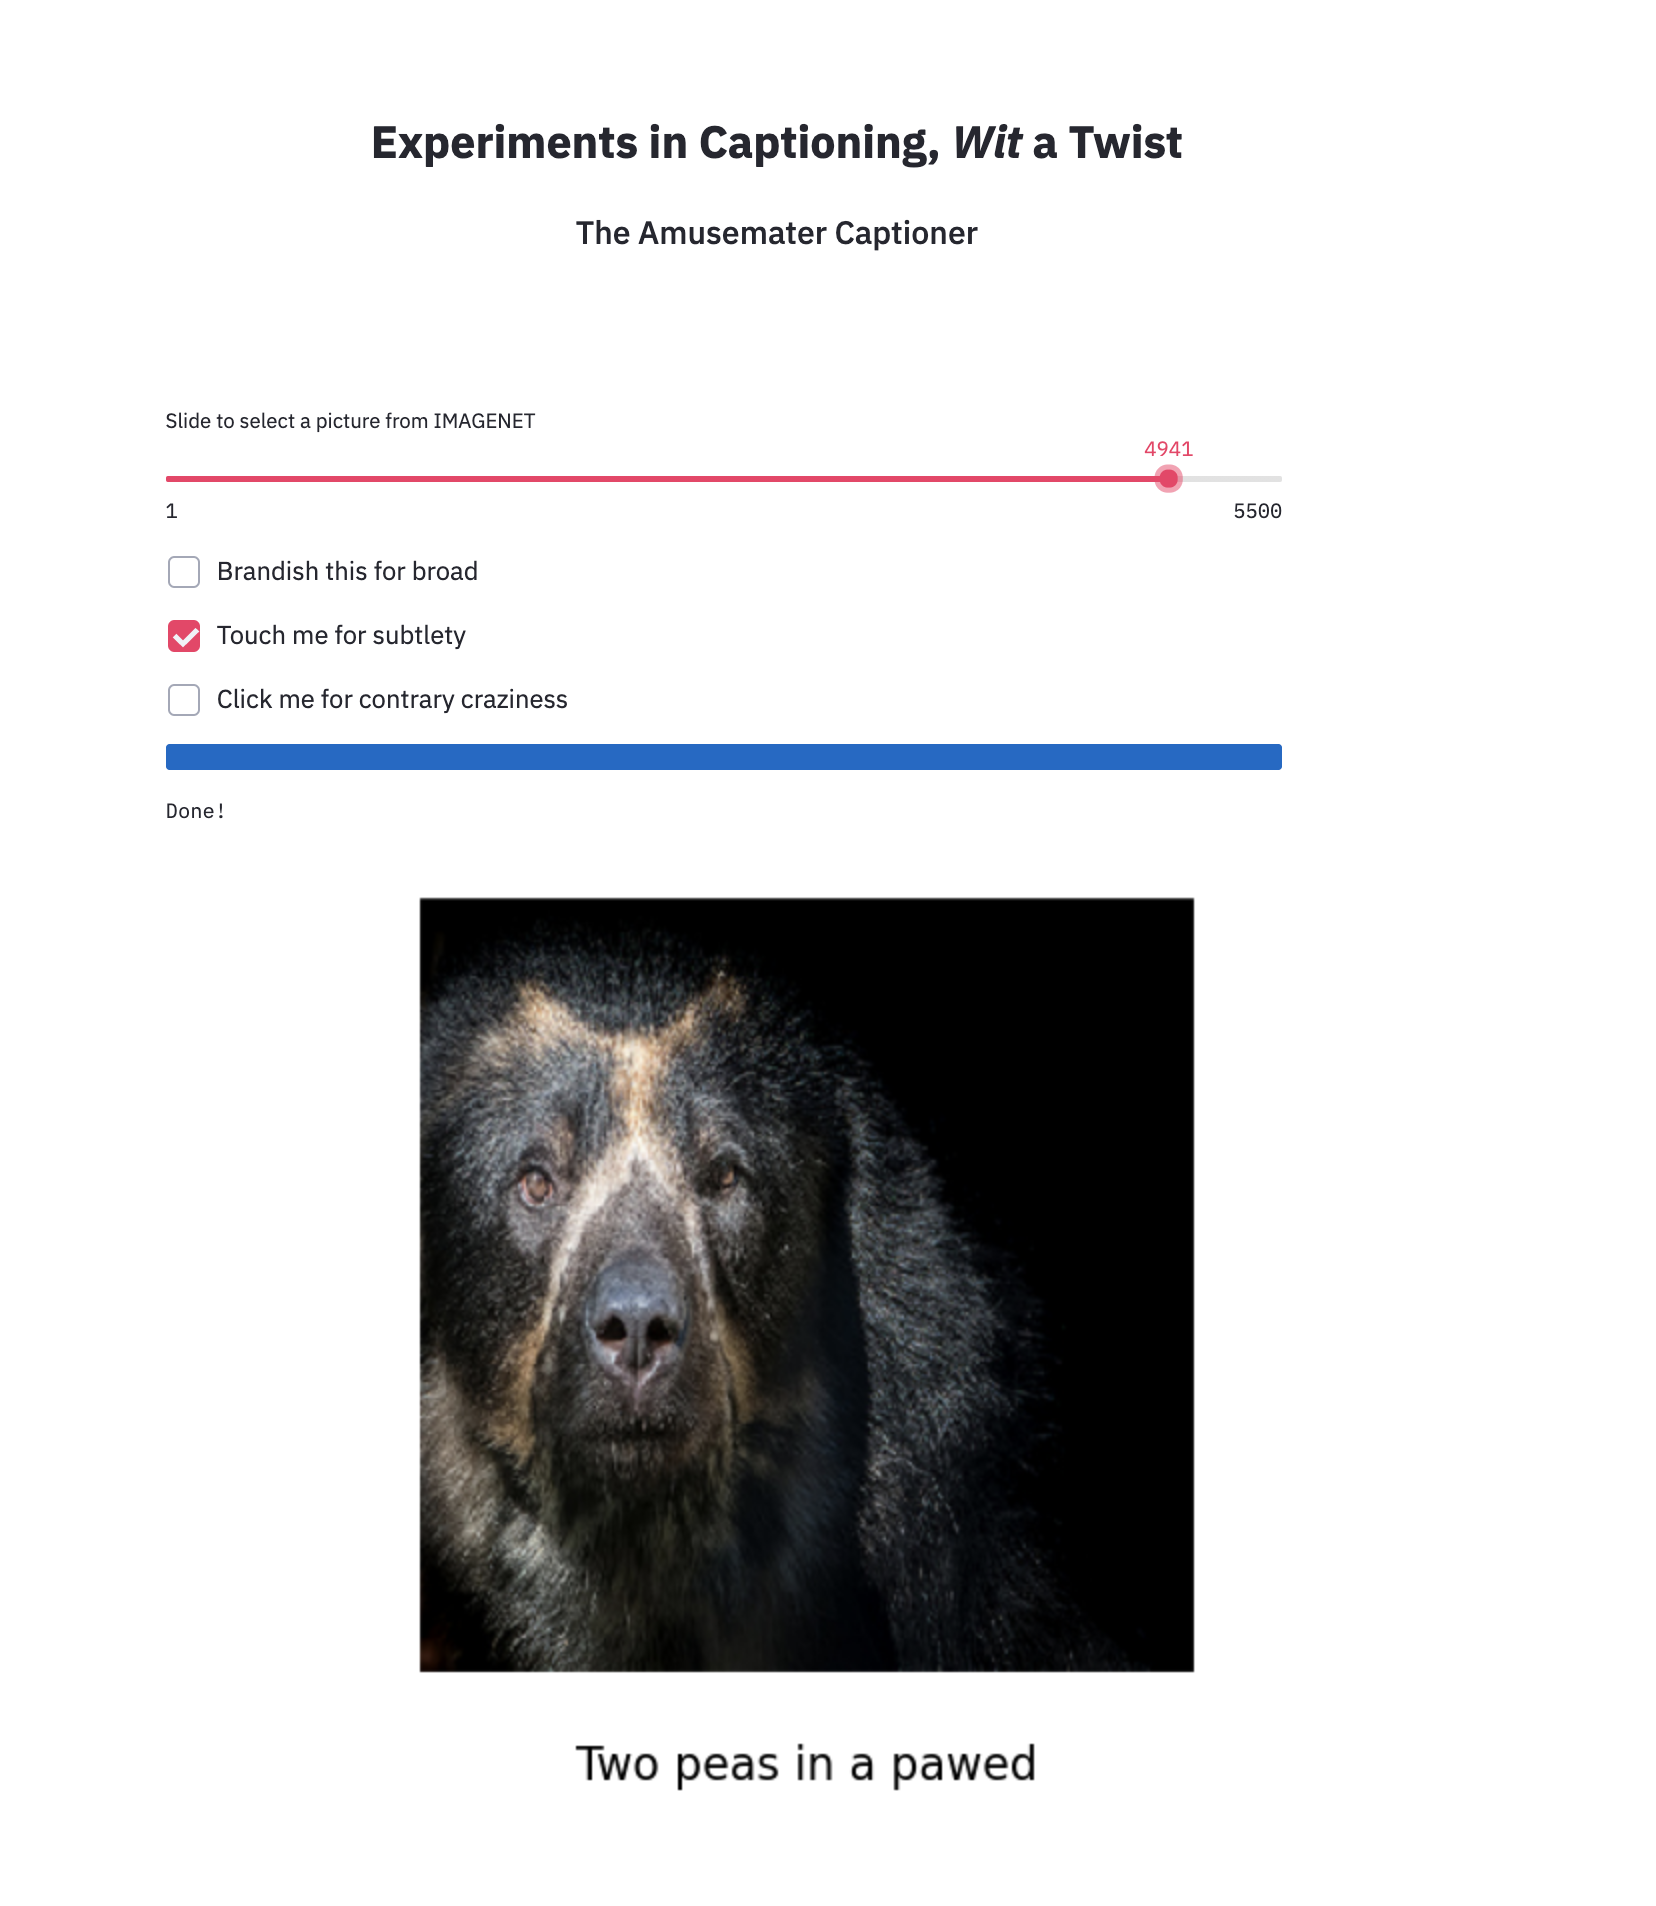 Experiments in Captioning, Wit a Twist
The Amusemater Captioner
Slide to select a picture from IMAGENET
4941
1
5500
Brandish this for broad
Touch me for subtlety
Click me for contrary craziness
Done!
Two peas in a pawed